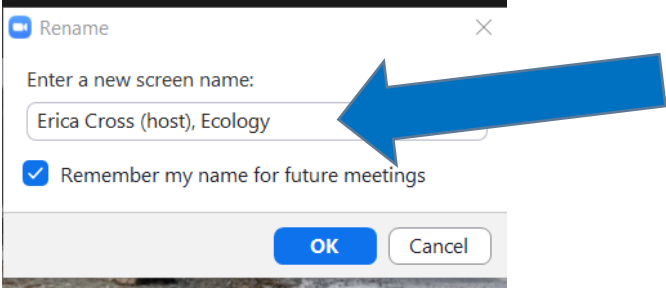 Rename
Enter a new screen name:
Erica Cross (host), Ecology
Remember my name for future meetings
OK Cancel